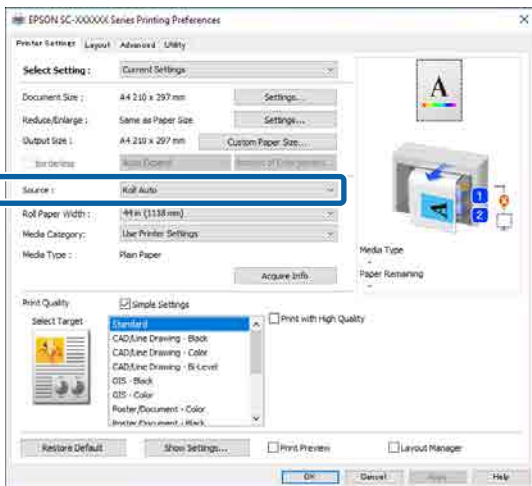 EPSON SC-XXXXXX Series Printing Preferences
Printer Settings Layout Advanced Utility
Select Setting : Current Settings
Document Size : A4 210 x 297 mm Settings...
Reduce/Enlarge : Same as Paper Size Settings...
Output Size : A4 210 x 297 mm Custom Paper Size...
Borderless Auto Expand Amount of Enlargement...
Source : Roll Auto
Roll Paper Width : 44 in (1118 mm)
Media Category: Use Printer Settings
Media Type : Plain Paper
Acquire Info
A
A
1
2
Media Type
-
Paper Remaining
-
Print Quality Simple Settings
Select Target
Standard
CAD/Line Drawing - Black
CAD/Line Drawing - Color
CAD/Line Drawing - Bi-Level
GIS - Black
GIS - Color
Poster/Document - Color
Poster/Document - Black
Print with High Quality
Restore Default Show Settings... Print Preview Layout Manager
OK Cancel Apply Help